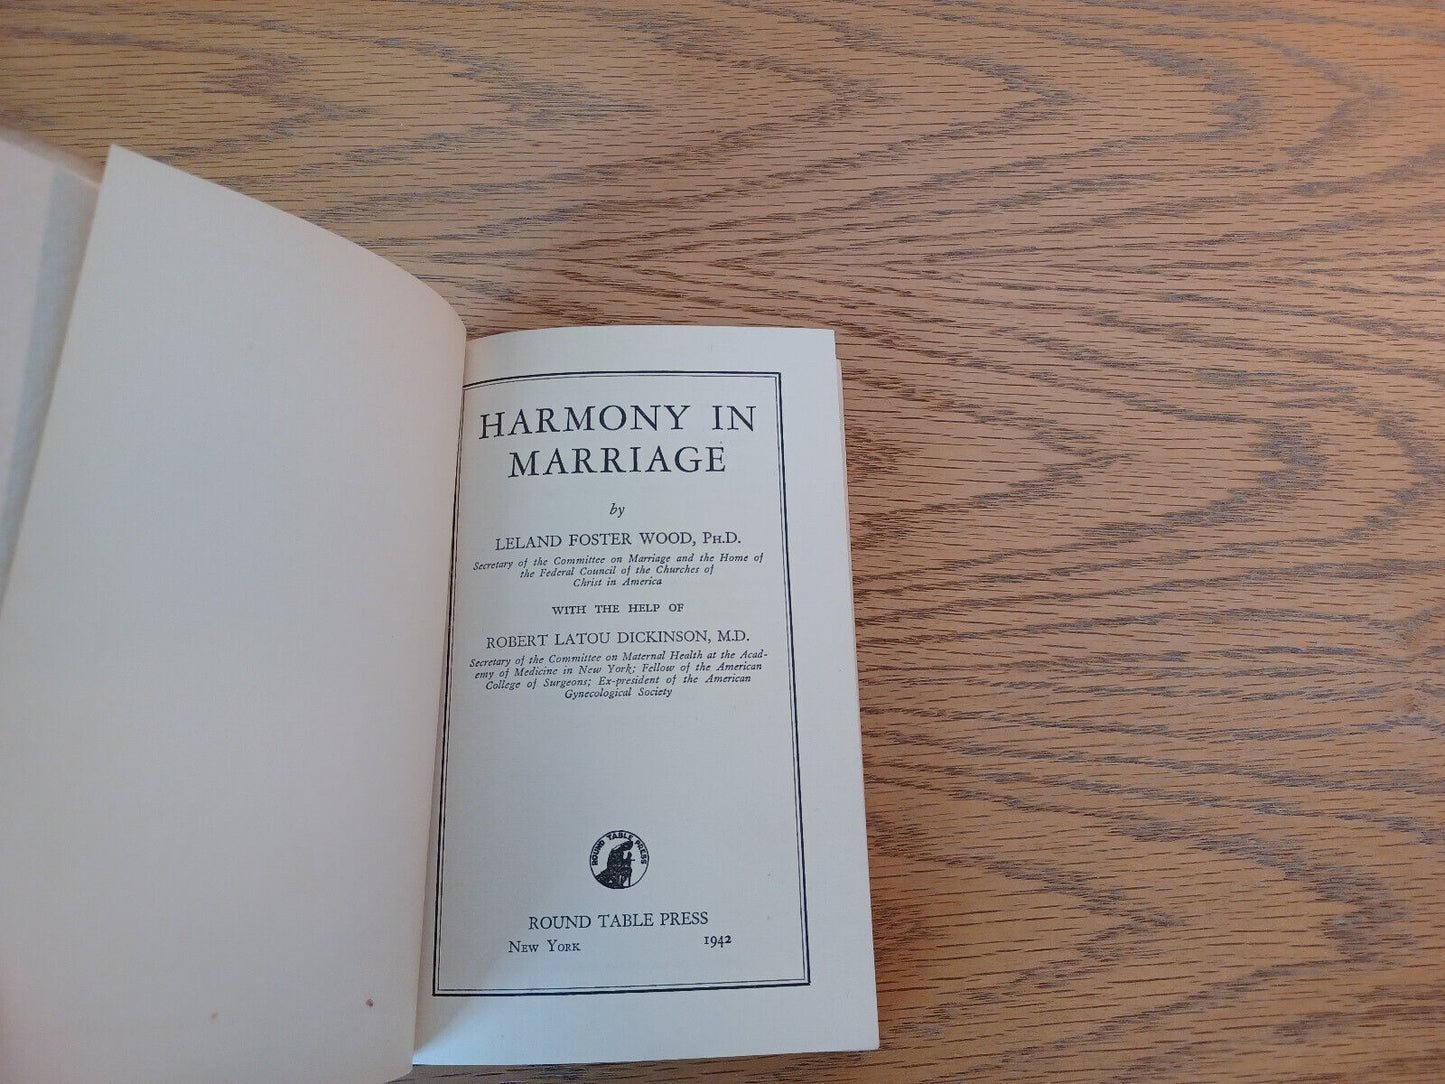 HARMONY IN
MARRIAGE
by
LELAND FOSTER WOOD, PH.D.
Secretary of the Committee on Marriage and the Home of
the Federal Council of the Churches of
Christ in America
WITH THE HELP OF
ROBERT LATOU DICKINSON, M.D.
Secretary of the Committee on Maternal Health at the Acad-
emy of Medicine in New York; Fellow of the American
College of Surgeons; Ex-president of the American
Gynecological Society
ROUND TABLE PRESS
ROUND TABLE PRESS
NEW YORK 1942